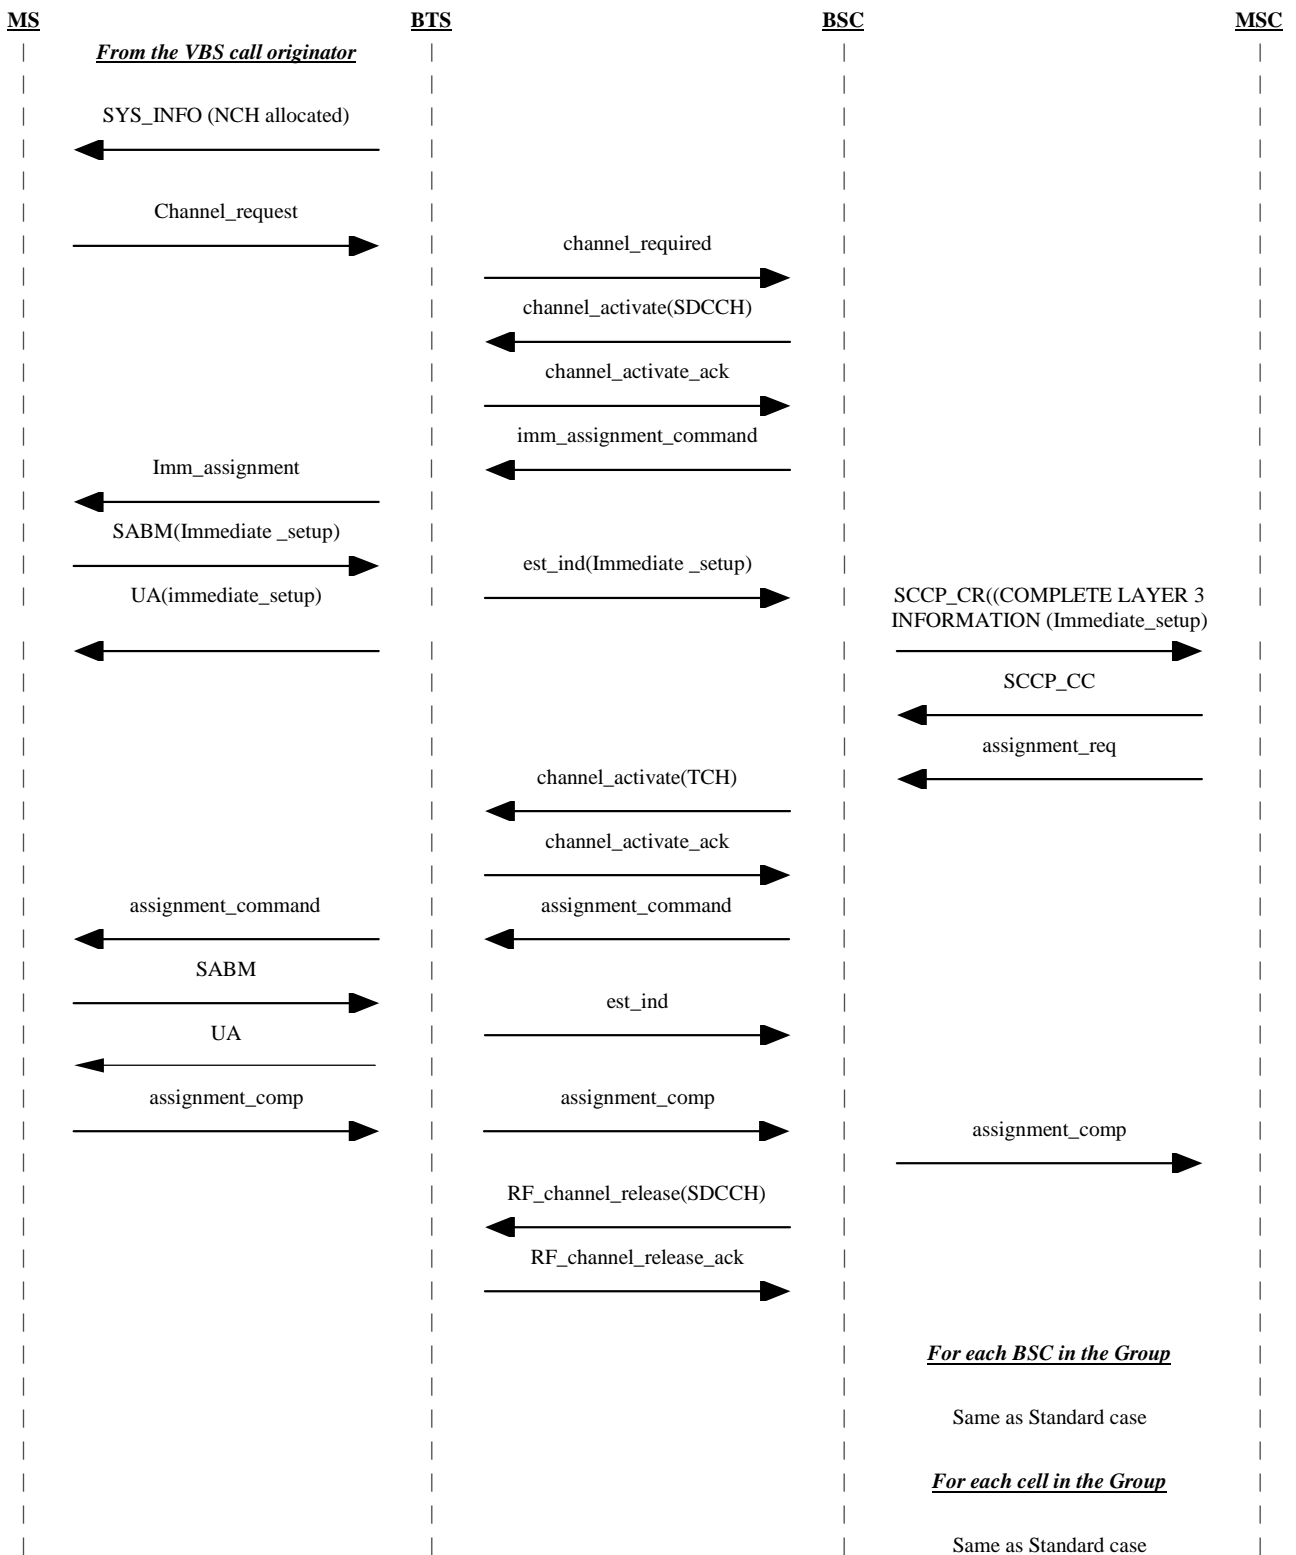 MS BTS BSC MSC
From the VBS call originator
SYS_INFO (NCH allocated)
Channel_request
channel_required
channel_activate(SDCCH)
channel_activate_ack
imm_assignment_command
Imm_assignment
SABM(Immediate _setup)
est_ind(Immediate _setup)
UA(immediate_setup)
SCCP_CR((COMPLETE LAYER 3
INFORMATION (Immediate_setup)
SCCP_CC
assignment_req
channel_activate(TCH)
channel_activate_ack
assignment_command assignment_command
SABM
est_ind
UA
assignment_comp assignment_comp
assignment_comp
RF_channel_release(SDCCH)
RF_channel_release_ack
For each BSC in the Group
Same as Standard case
For each cell in the Group
Same as Standard case